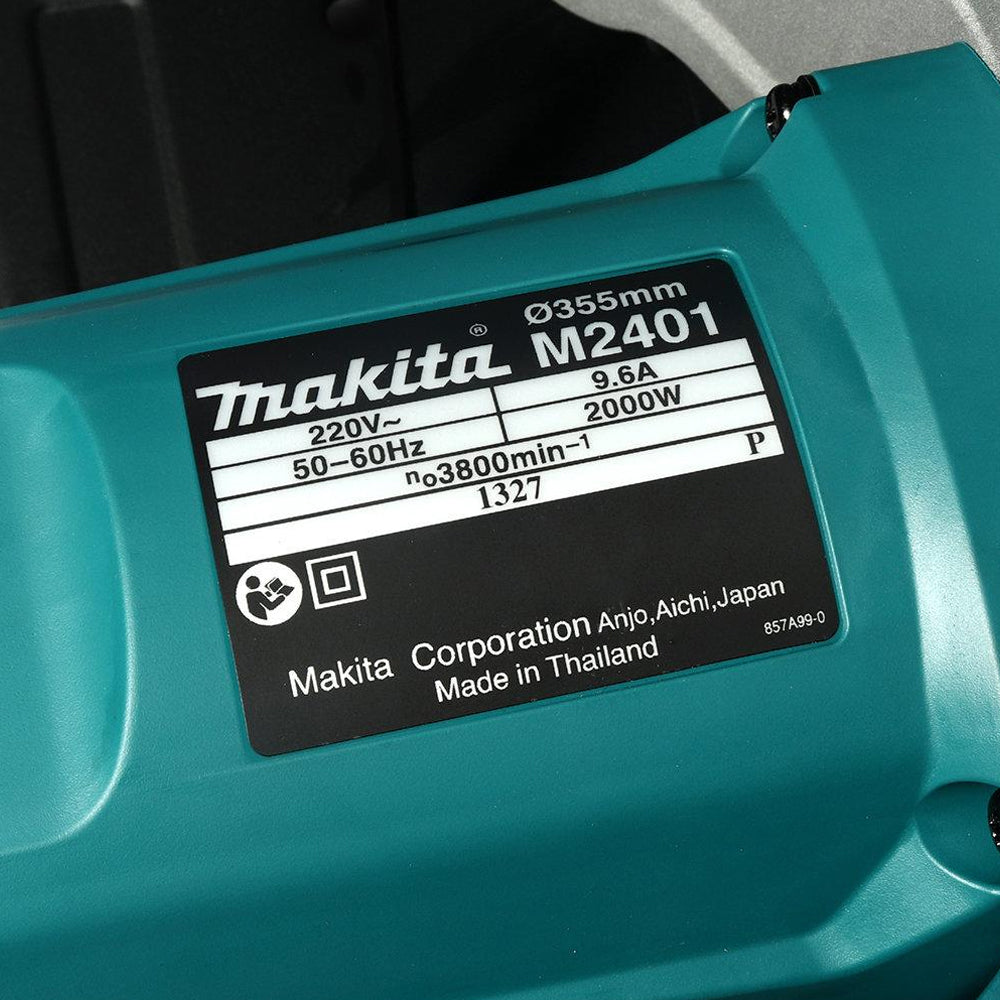 Ø355mm
makita® M2401
220V~ 9.6A
50–60Hz 2000W
no3800min⁻¹
1327 P
Makita Corporation Anjo,Aichi,Japan
Made in Thailand
857A99-0